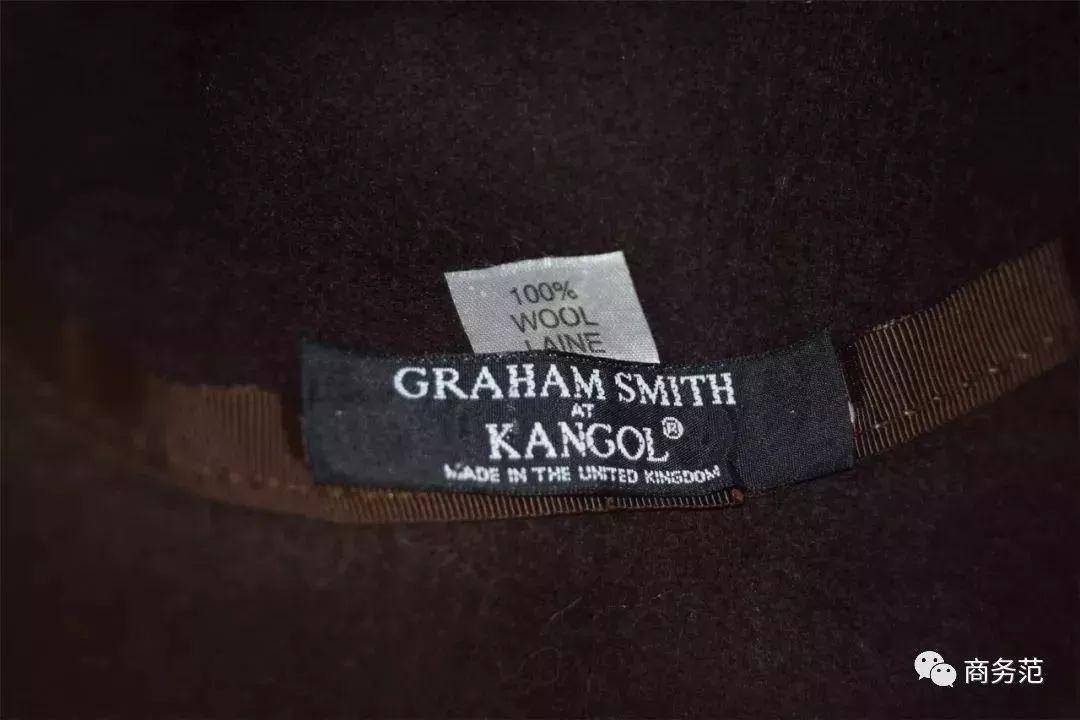 100%
WOOL
LAINE
GRAHAM SMITH
AT
KANGOL®
MADE IN THE UNITED KINGDOM
商务范